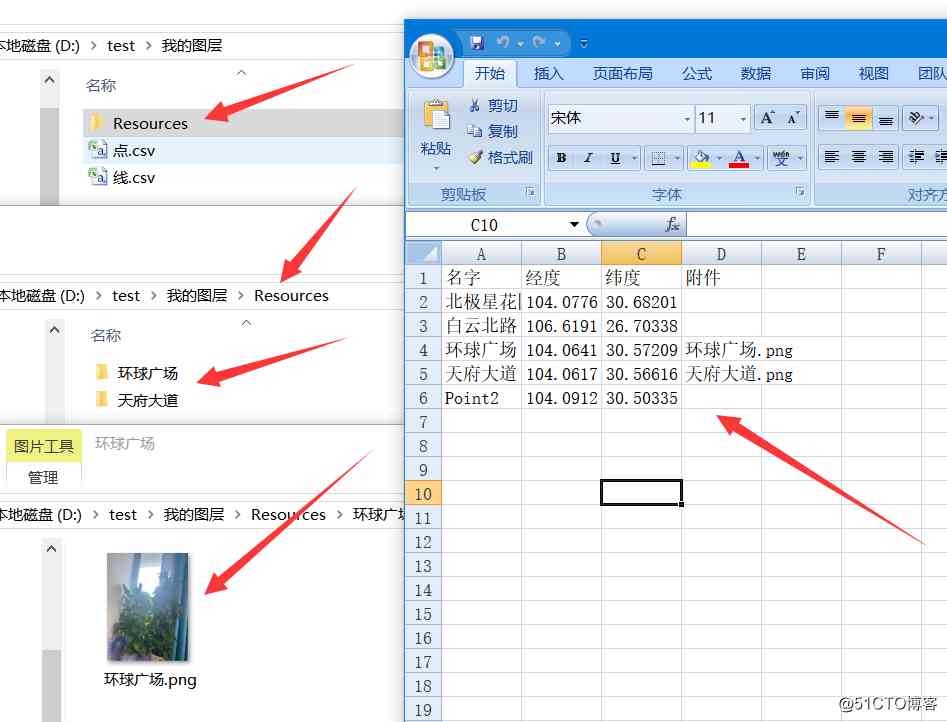 本地磁盘 (D:) > test > 我的图层
名称
Resources
点.csv
线.csv
本地磁盘 (D:) > test > 我的图层 > Resources
名称
环球广场
天府大道
图片工具 环球广场
管理
本地磁盘 (D:) > test > 我的图层 > Resources > 环球广场
环球广场.png
开始 插入 页面布局 公式 数据 审阅 视图 团队
粘贴
剪切
复制
格式刷
剪贴板
宋体 11 A A
B I U A wén 文
字体
对齐方
C10 fx
A B C D E F
1 名字 经度 纬度 附件
2 北极星花 104.0776 30.68201
3 白云北路 106.6191 26.70338
4 环球广场 104.0641 30.57209 环球广场.png
5 天府大道 104.0617 30.56616 天府大道.png
6 Point2 104.0912 30.50335
7
8
9
10
11
12
13
14
15
16
17
18
19
@51CTO博客